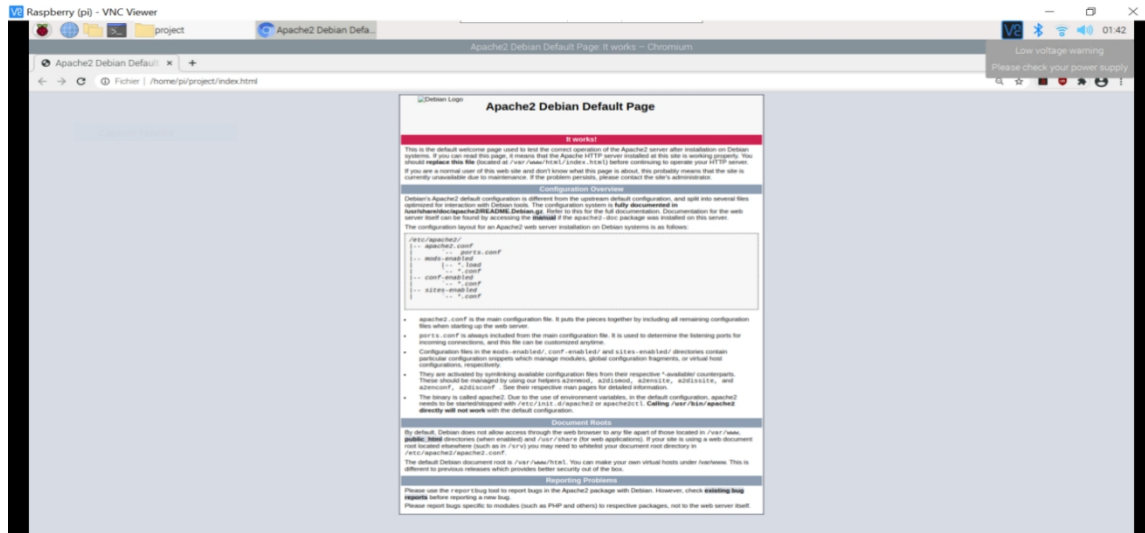 Raspberry (pi) - VNC Viewer
project
Apache2 Debian Defa...
01:42
Apache2 Debian Default Page: It works - Chromium
Low voltage warning
Please check your power supply
Apache2 Debian Default
Fichier | /home/pi/project/index.html
Debian Logo
Apache2 Debian Default Page
It works!
This is the default welcome page used to test the correct operation of the Apache2 server after installation on Debian
systems. If you can read this page, it means that the Apache HTTP server installed at this site is working properly. You
should replace this file (located at /var/www/html/index.html) before continuing to operate your HTTP server.
If you are a normal user of this web site and don't know what this page is about, this probably means that the site is
currently unavailable due to maintenance. If the problem persists, please contact the site's administrator.
Configuration Overview
Debian's Apache2 default configuration is different from the upstream default configuration, and split into several files
optimized for interaction with Debian tools. The configuration system is fully documented in
/usr/share/doc/apache2/README.Debian.gz. Refer to this for the full documentation. Documentation for the web
server itself can be found by accessing the manual if the apache2-doc package was installed on this server.
The configuration layout for an Apache2 web server installation on Debian systems is as follows:
/etc/apache2/
|-- apache2.conf
|       `--  ports.conf
|-- mods-enabled
|       |-- *.load
|       `-- *.conf
|-- conf-enabled
|       `-- *.conf
|-- sites-enabled
|       `-- *.conf
• apache2.conf is the main configuration file. It puts the pieces together by including all remaining configuration
files when starting up the web server.
• ports.conf is always included from the main configuration file. It is used to determine the listening ports for
incoming connections, and this file can be customized anytime.
• Configuration files in the mods-enabled/, conf-enabled/ and sites-enabled/ directories contain
particular configuration snippets which manage modules, global configuration fragments, or virtual host
configurations, respectively.
• They are activated by symlinking available configuration files from their respective *-available/ counterparts.
These should be managed by using our helpers a2enmod, a2dismod, a2ensite, a2dissite, and
a2enconf, a2disconf . See their respective man pages for detailed information.
• The binary is called apache2. Due to the use of environment variables, in the default configuration, apache2
needs to be started/stopped with /etc/init.d/apache2 or apache2ctl. Calling /usr/bin/apache2
directly will not work with the default configuration.
Document Roots
By default, Debian does not allow access through the web browser to any file apart of those located in /var/www,
public_html directories (when enabled) and /usr/share (for web applications). If your site is using a web document
root located elsewhere (such as in /srv) you may need to whitelist your document root directory in
/etc/apache2/apache2.conf.
The default Debian document root is /var/www/html. You can make your own virtual hosts under /var/www. This is
different to previous releases which provides better security out of the box.
Reporting Problems
Please use the reportbug tool to report bugs in the Apache2 package with Debian. However, check existing bug
reports before reporting a new bug.
Please report bugs specific to modules (such as PHP and others) to respective packages, not to the web server itself.